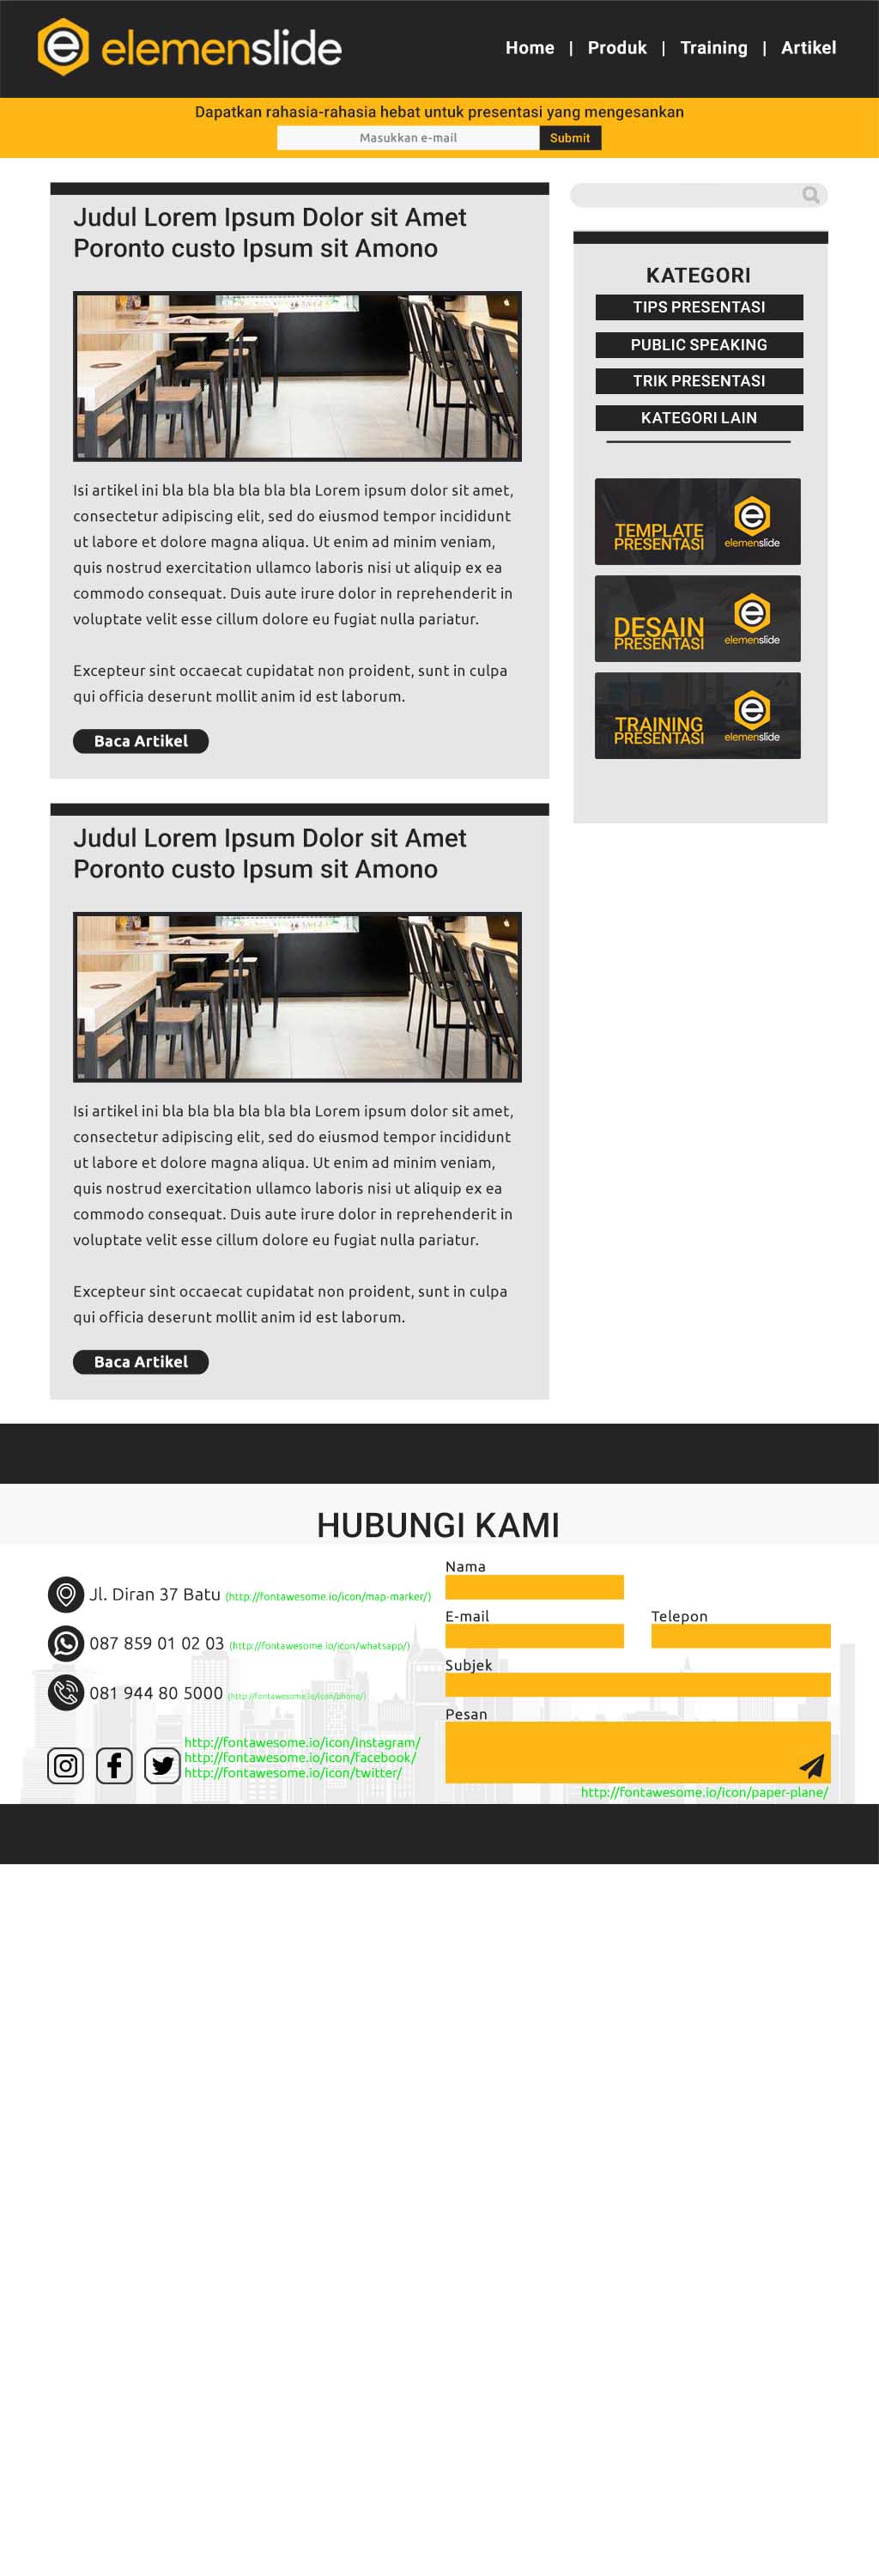 elemenslide
Home | Produk | Training | Artikel
Dapatkan rahasia-rahasia hebat untuk presentasi yang mengesankan
Masukkan e-mail Submit
Judul Lorem Ipsum Dolor sit Amet
Poronto custo Ipsum sit Amono
Isi artikel ini bla bla bla bla bla bla Lorem ipsum dolor sit amet,
consectetur adipiscing elit, sed do eiusmod tempor incididunt
ut labore et dolore magna aliqua. Ut enim ad minim veniam,
quis nostrud exercitation ullamco laboris nisi ut aliquip ex ea
commodo consequat. Duis aute irure dolor in reprehenderit in
voluptate velit esse cillum dolore eu fugiat nulla pariatur.
Excepteur sint occaecat cupidatat non proident, sunt in culpa
qui officia deserunt mollit anim id est laborum.
Baca Artikel
Judul Lorem Ipsum Dolor sit Amet
Poronto custo Ipsum sit Amono
Isi artikel ini bla bla bla bla bla bla Lorem ipsum dolor sit amet,
consectetur adipiscing elit, sed do eiusmod tempor incididunt
ut labore et dolore magna aliqua. Ut enim ad minim veniam,
quis nostrud exercitation ullamco laboris nisi ut aliquip ex ea
commodo consequat. Duis aute irure dolor in reprehenderit in
voluptate velit esse cillum dolore eu fugiat nulla pariatur.
Excepteur sint occaecat cupidatat non proident, sunt in culpa
qui officia deserunt mollit anim id est laborum.
Baca Artikel
KATEGORI
TIPS PRESENTASI
PUBLIC SPEAKING
TRIK PRESENTASI
KATEGORI LAIN
TEMPLATE
PRESENTASI
elemenslide
DESAIN
PRESENTASI
elemenslide
TRAINING
PRESENTASI
elemenslide
HUBUNGI KAMI
Jl. Diran 37 Batu (http://fontawesome.io/icon/map-marker/)
087 859 01 02 03 (http://fontawesome.io/icon/whatsapp/)
081 944 80 5000 (http://fontawesome.io/icon/phone/)
http://fontawesome.io/icon/instagram/
http://fontawesome.io/icon/facebook/
http://fontawesome.io/icon/twitter/
Nama
E-mail Telepon
Subjek
Pesan
http://fontawesome.io/icon/paper-plane/